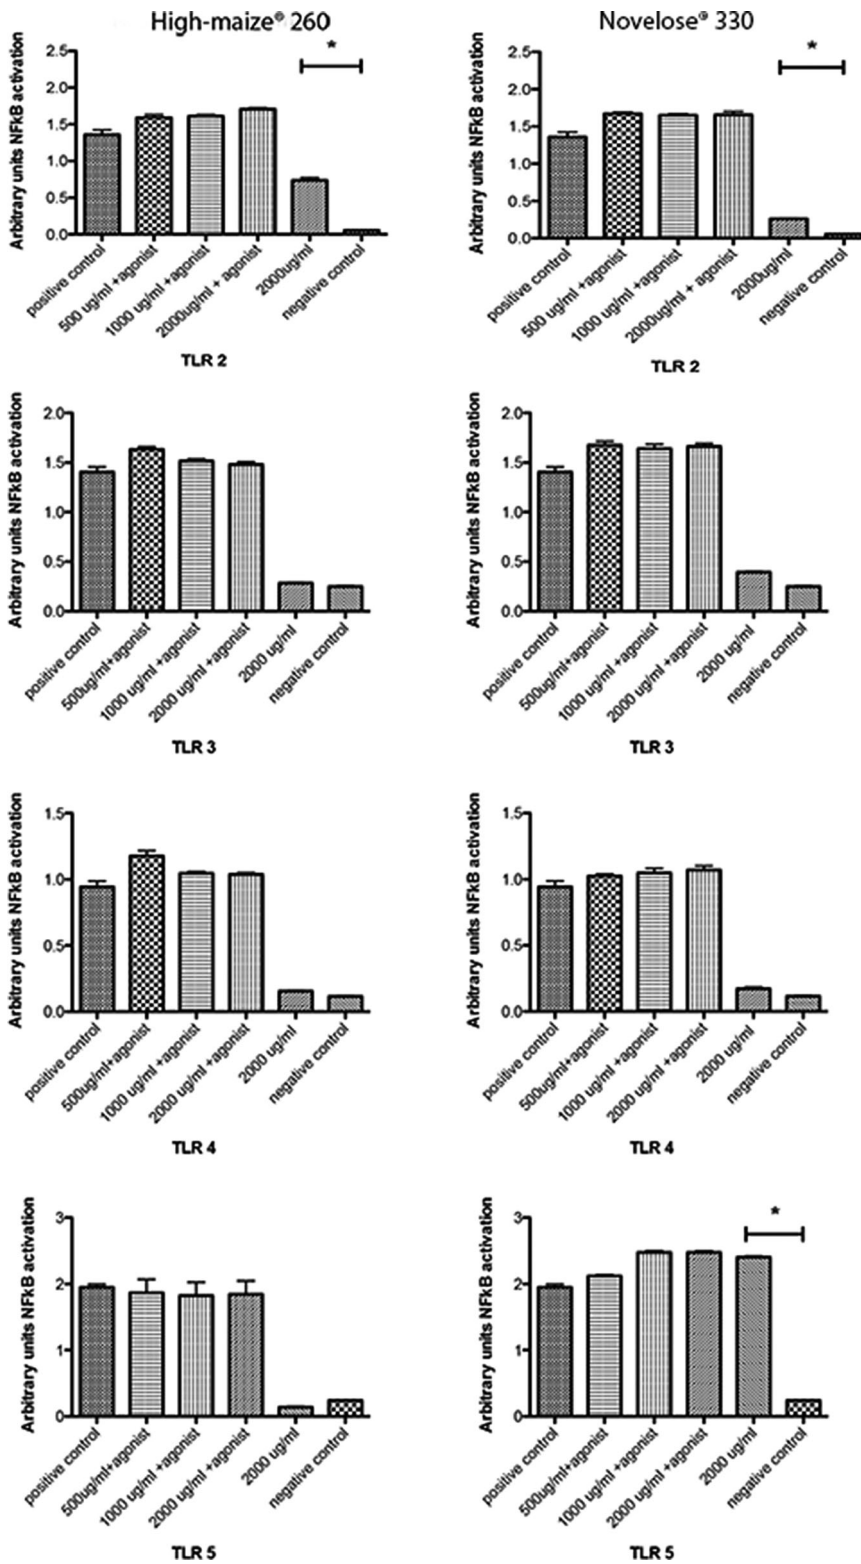 High-maize® 260
Arbitrary units NFkB activation
2.5
2.0
1.5
1.0
0.5
0.0
*
positive control
500 ug/ml +agonist
1000 ug/ml +agonist
2000ug/ml + agonist
2000ug/ml
negative control
TLR 2
Novelose® 330
Arbitrary units NFkB activation
2.5
2.0
1.5
1.0
0.5
0.0
*
positive control
500 ug/ml +agonist
1000 ug/ml +agonist
2000ug/ml + agonist
2000ug/ml
negative control
TLR 2
Arbitrary units NFkB activation
2.0
1.5
1.0
0.5
0.0
positive control
500ug/ml+agonist
1000 ug/ml +agonist
2000 ug/ml +agonist
2000 ug/ml
negative control
TLR 3
Arbitrary units NFkB activation
2.0
1.5
1.0
0.5
0.0
positive control
500ug/ml+agonist
1000 ug/ml +agonist
2000 ug/ml +agonist
2000 ug/ml
negative control
TLR 3
Arbitrary units NFkB activation
1.5
1.0
0.5
0.0
positive control
500ug/ml+agonist
1000 ug/ml +agonist
2000 ug/ml +agonist
2000 ug/ml
negative control
TLR 4
Arbitrary units NFkB activation
1.5
1.0
0.5
0.0
positive control
500ug/ml+agonist
1000 ug/ml +agonist
2000 ug/ml +agonist
2000 ug/ml
negative control
TLR 4
Arbitrary units NFkB activation
3
2
1
0
positive control
500ug/ml+agonist
1000 ug/ml +agonist
2000 ug/ml +agonist
2000 ug/ml
negative control
TLR 5
Arbitrary units NFkB activation
3
2
1
0
*
positive control
500ug/ml+agonist
1000 ug/ml +agonist
2000 ug/ml +agonist
2000 ug/ml
negative control
TLR 5